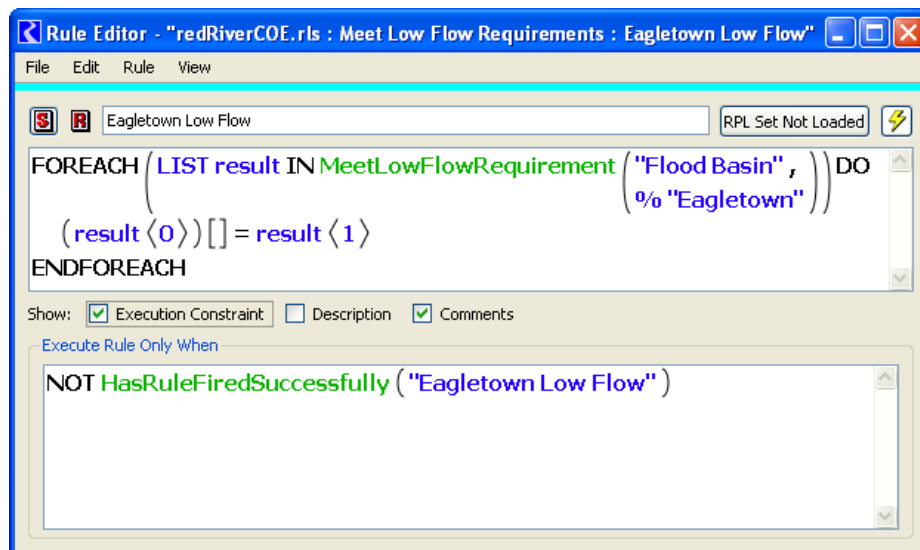 Rule Editor - "redRiverCOE.rls : Meet Low Flow Requirements : Eagletown Low Flow"
File Edit Rule View
S R Eagletown Low Flow RPL Set Not Loaded
FOREACH (LIST result IN MeetLowFlowRequirement ("Flood Basin" , )) DO
% "Eagletown"
(result ⟨0⟩)[] = result ⟨1⟩
ENDFOREACH
Show: Execution Constraint Description Comments
Execute Rule Only When
NOT HasRuleFiredSuccessfully ("Eagletown Low Flow")